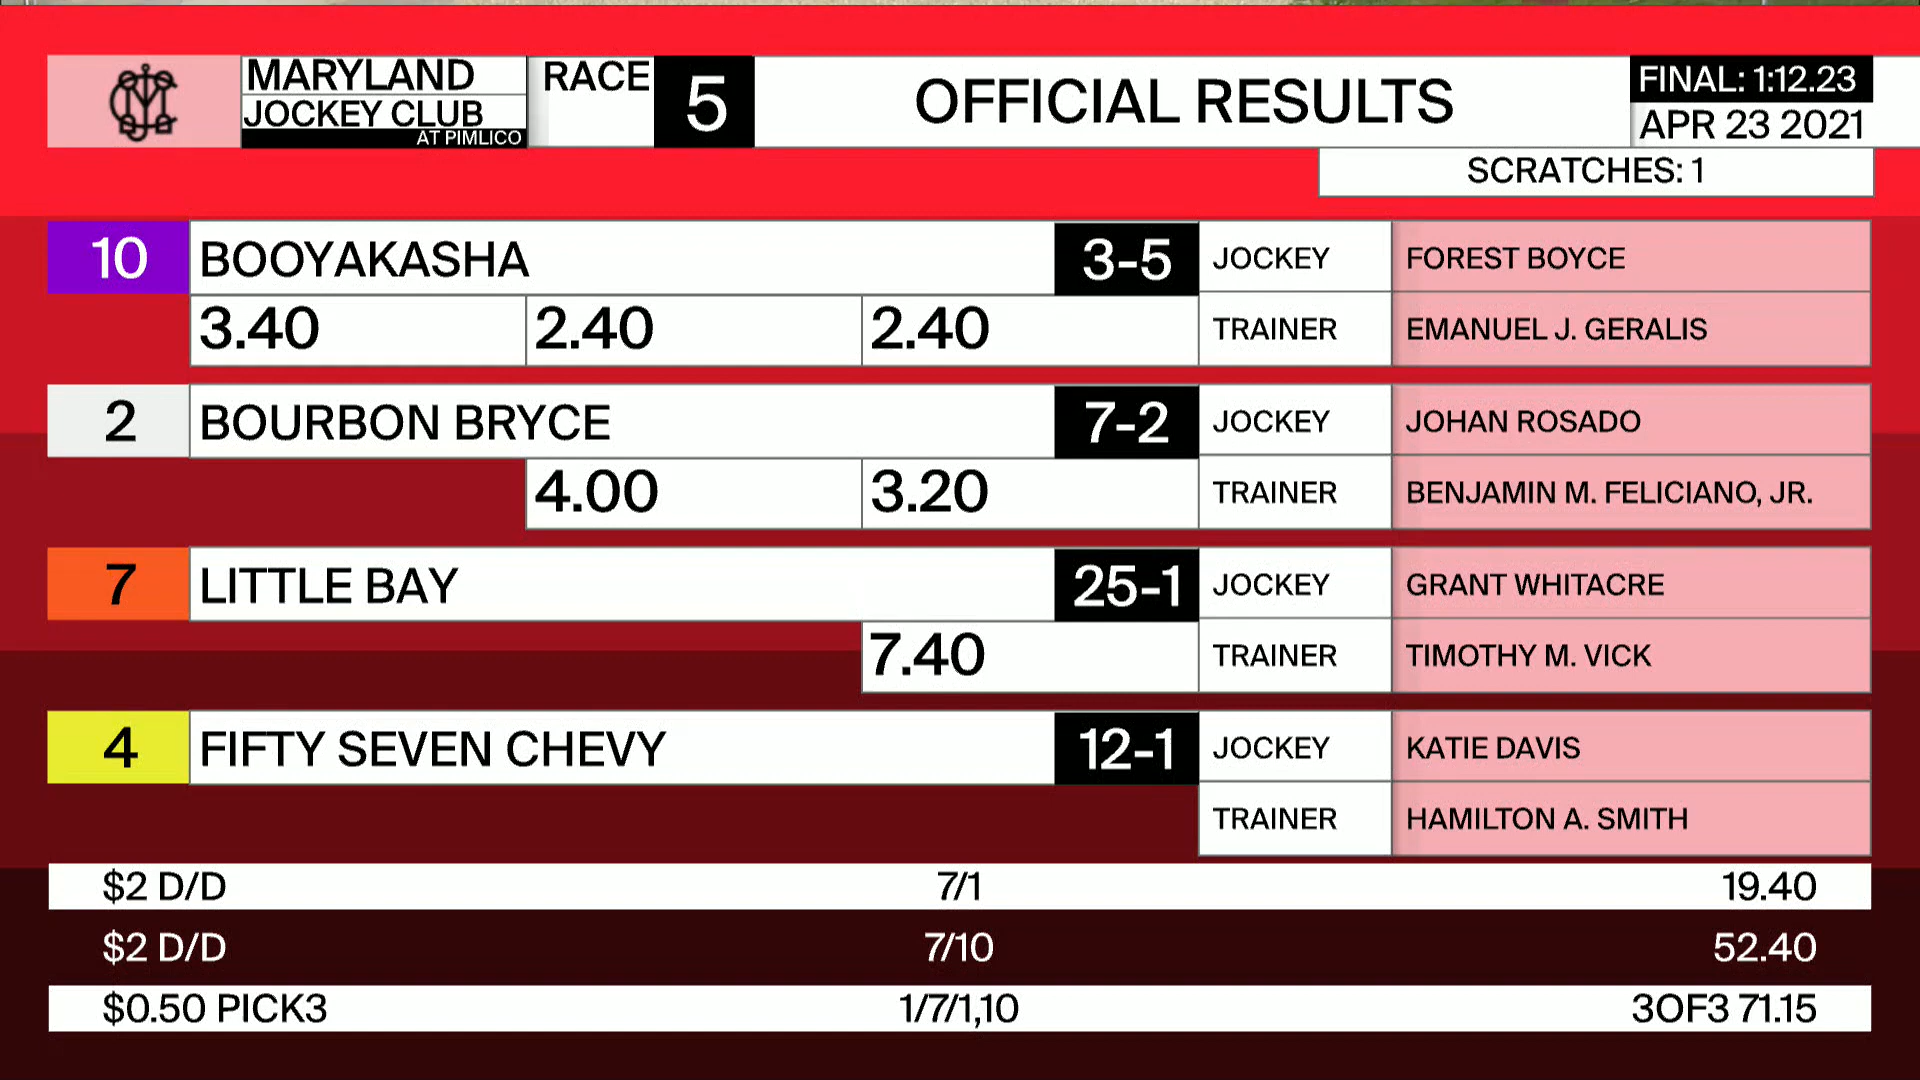 MARYLAND
JOCKEY CLUB
AT PIMLICO
RACE 5
OFFICIAL RESULTS
FINAL: 1:12.23
APR 23 2021
SCRATCHES: 1
10 BOOYAKASHA 3-5 JOCKEY FOREST BOYCE
3.40 2.40 2.40 TRAINER EMANUEL J. GERALIS
2 BOURBON BRYCE 7-2 JOCKEY JOHAN ROSADO
4.00 3.20 TRAINER BENJAMIN M. FELICIANO, JR.
7 LITTLE BAY 25-1 JOCKEY GRANT WHITACRE
7.40 TRAINER TIMOTHY M. VICK
4 FIFTY SEVEN CHEVY 12-1 JOCKEY KATIE DAVIS
TRAINER HAMILTON A. SMITH
$2 D/D 7/1 19.40
$2 D/D 7/10 52.40
$0.50 PICK3 1/7/1,10 3OF3 71.15